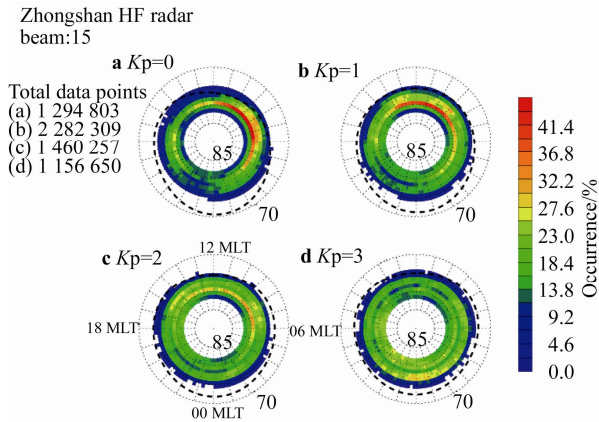 Zhongshan HF radar
beam:15
a Kp=0
b Kp=1
Total data points
(a) 1 294 803
(b) 2 282 309
(c) 1 460 257
(d) 1 156 650
85
70
85
70
c Kp=2
12 MLT
d Kp=3
18 MLT
06 MLT
85
70
00 MLT
85
70
41.4
36.8
32.2
27.6
23.0
18.4
13.8
9.2
4.6
0.0
Occurrence/%